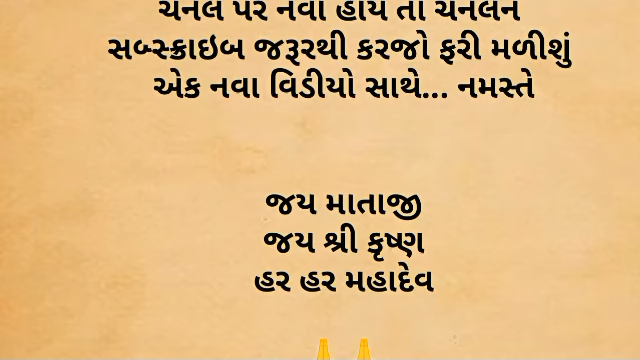 ચેનલ પર નવા હોય તો ચેનલને
સબ્સ્ક્રાઇબ જરૂરથી કરજો ફરી મળીશું
એક નવા વિડીયો સાથે... નમસ્તે
જય માતાજી
જય શ્રી કૃષ્ણ
હર હર મહાદેવ